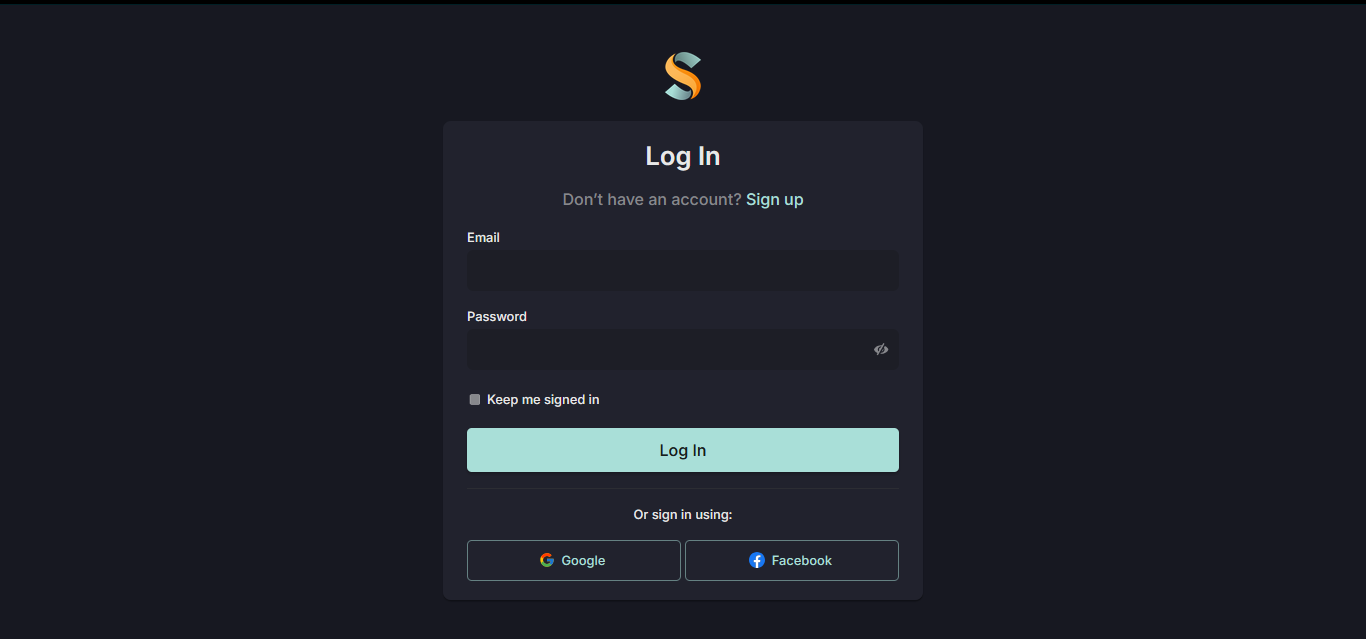 Log In
Don’t have an account? Sign up
Email
Password
Keep me signed in
Log In
Or sign in using:
Google
Facebook